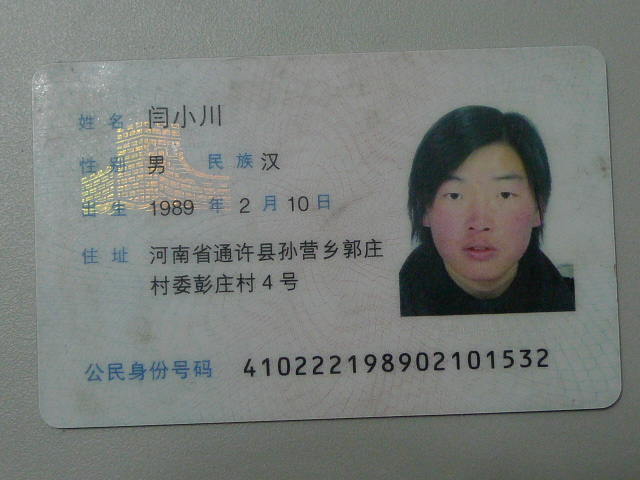 姓名 闫小川
性别 男 民族 汉
出生 1989 年 2 月 10 日
住址 河南省通许县孙营乡郭庄
村委彭庄村4号
公民身份号码 410222198902101532